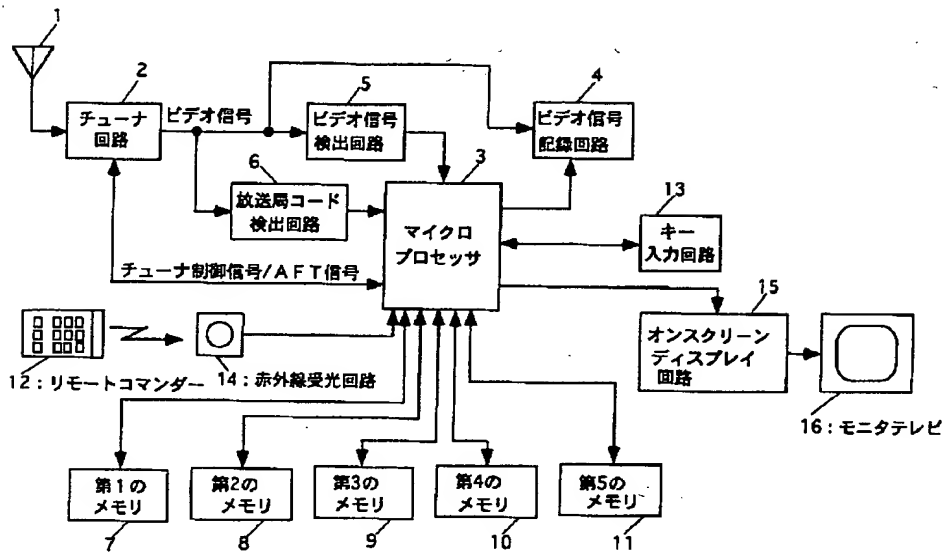 1
2
チューナ
回路
ビデオ信号
5
ビデオ信号
検出回路
4
ビデオ信号
記録回路
6
放送局コード
検出回路
3
マイクロ
プロセッサ
13
キー
入力回路
チューナ制御信号/AFT信号
12:リモートコマンダー
14:赤外線受光回路
15
オンスクリーン
ディスプレイ
回路
16:モニタテレビ
第1の
メモリ
7
第2の
メモリ
8
第3の
メモリ
9
第4の
メモリ
10
第5の
メモリ
11